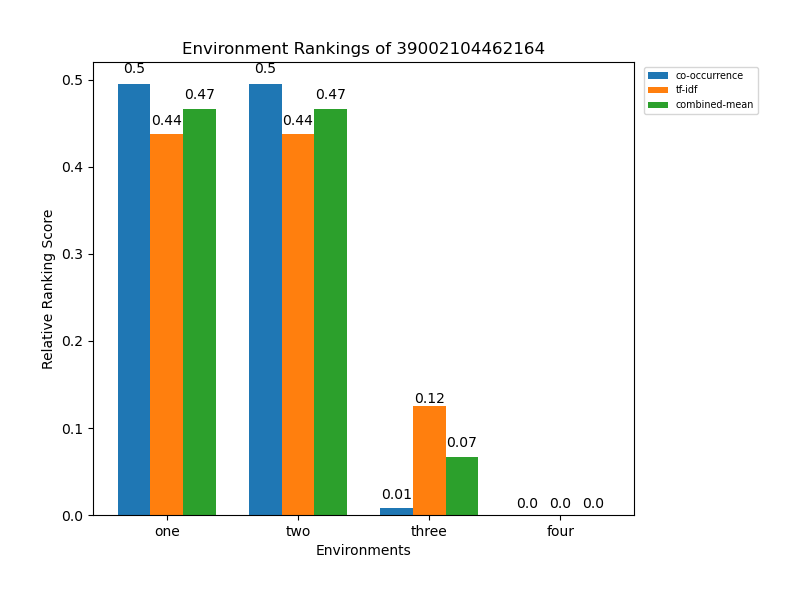 Environment Rankings of 39002104462164
co-occurrence
tf-idf
combined-mean
0.5
0.44
0.47
0.5
0.44
0.47
0.01
0.12
0.07
0.0
0.0
0.0
0.5
0.4
0.3
0.2
0.1
0.0
Relative Ranking Score
one
two
three
four
Environments